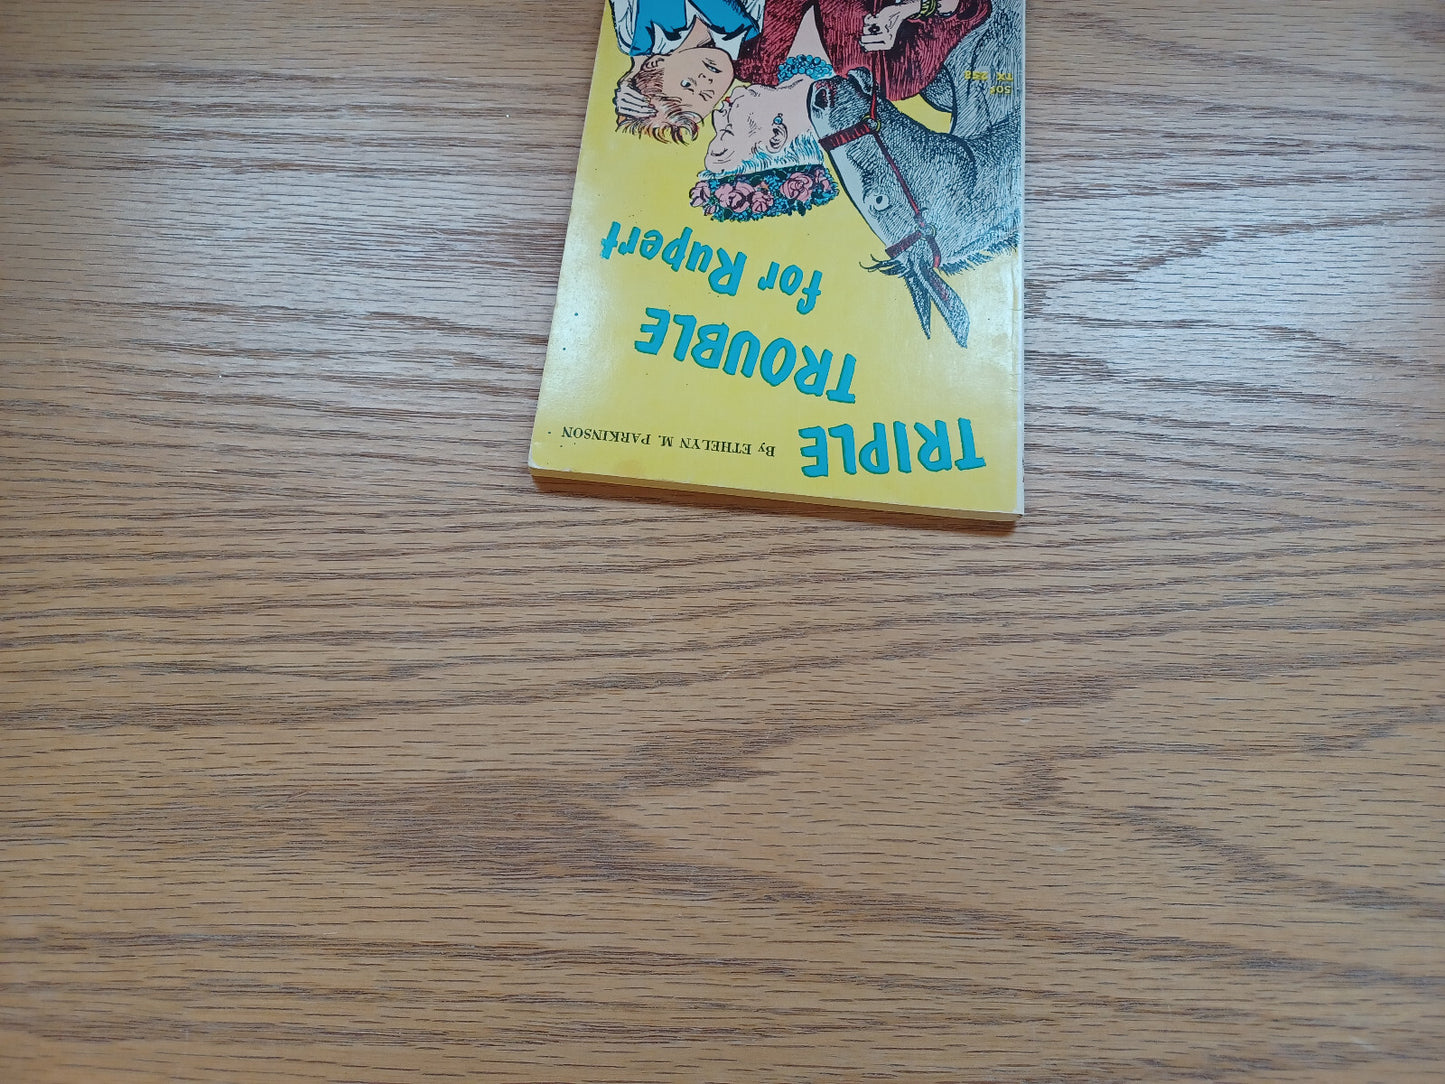 TRIPLE
By ETHELYN M. PARKINSON
TROUBLE
for Rupert
50¢
TX 258